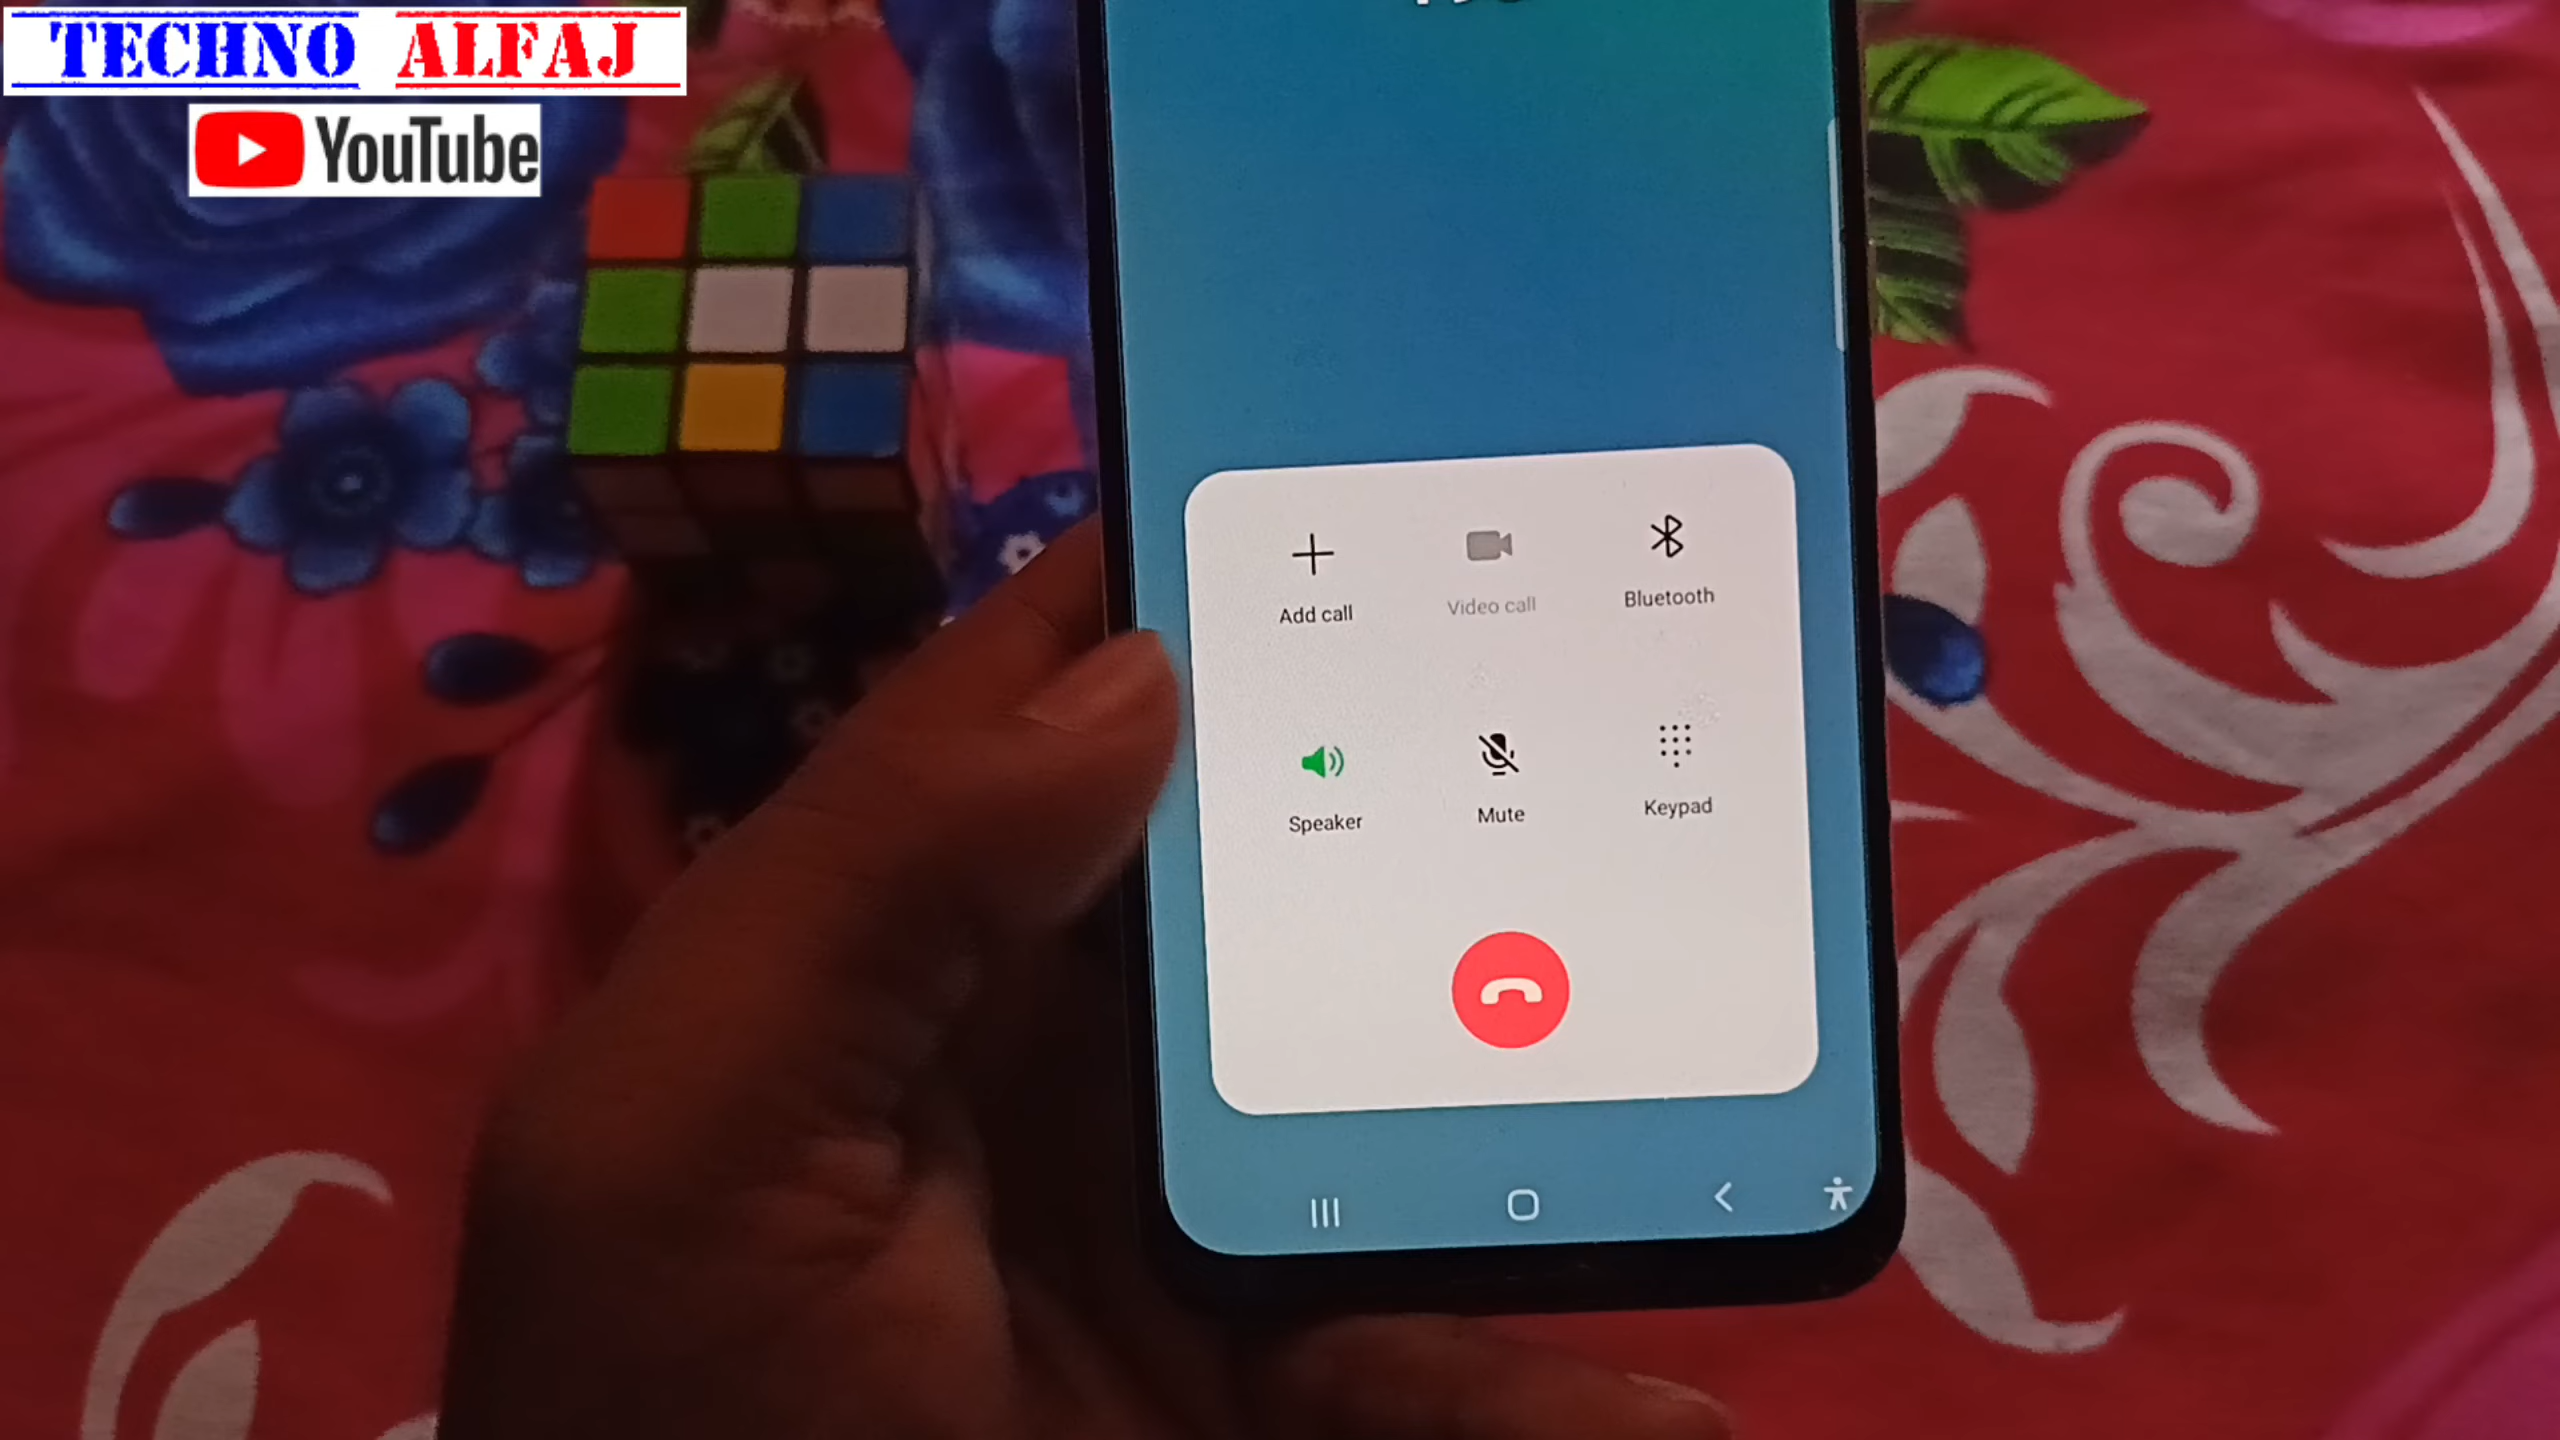 TECHNO ALFAJ
YouTube
Add call
Video call
Bluetooth
Speaker
Mute
Keypad